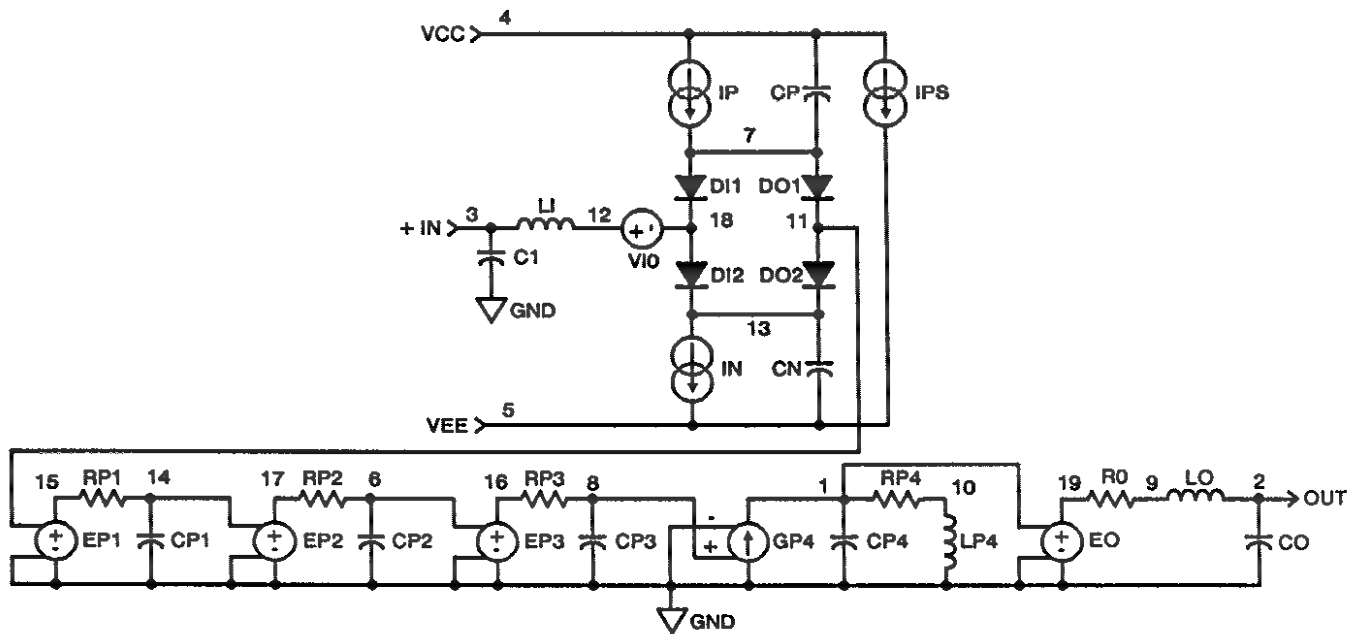 4
VCC
IP CP IPS
7
DI1 DO1
+ IN 3 LI 12 18 11
+ -
C1 VI0
DI2 DO2
GND
13
IN CN
VEE 5
15 RP1 14 17 RP2 6 16 RP3 8 1 RP4 10 19 R0 9 LO 2 OUT
+ - EP1 CP1 + - EP2 CP2 + - EP3 CP3 - + GP4 CP4 LP4 + - EO CO
GND